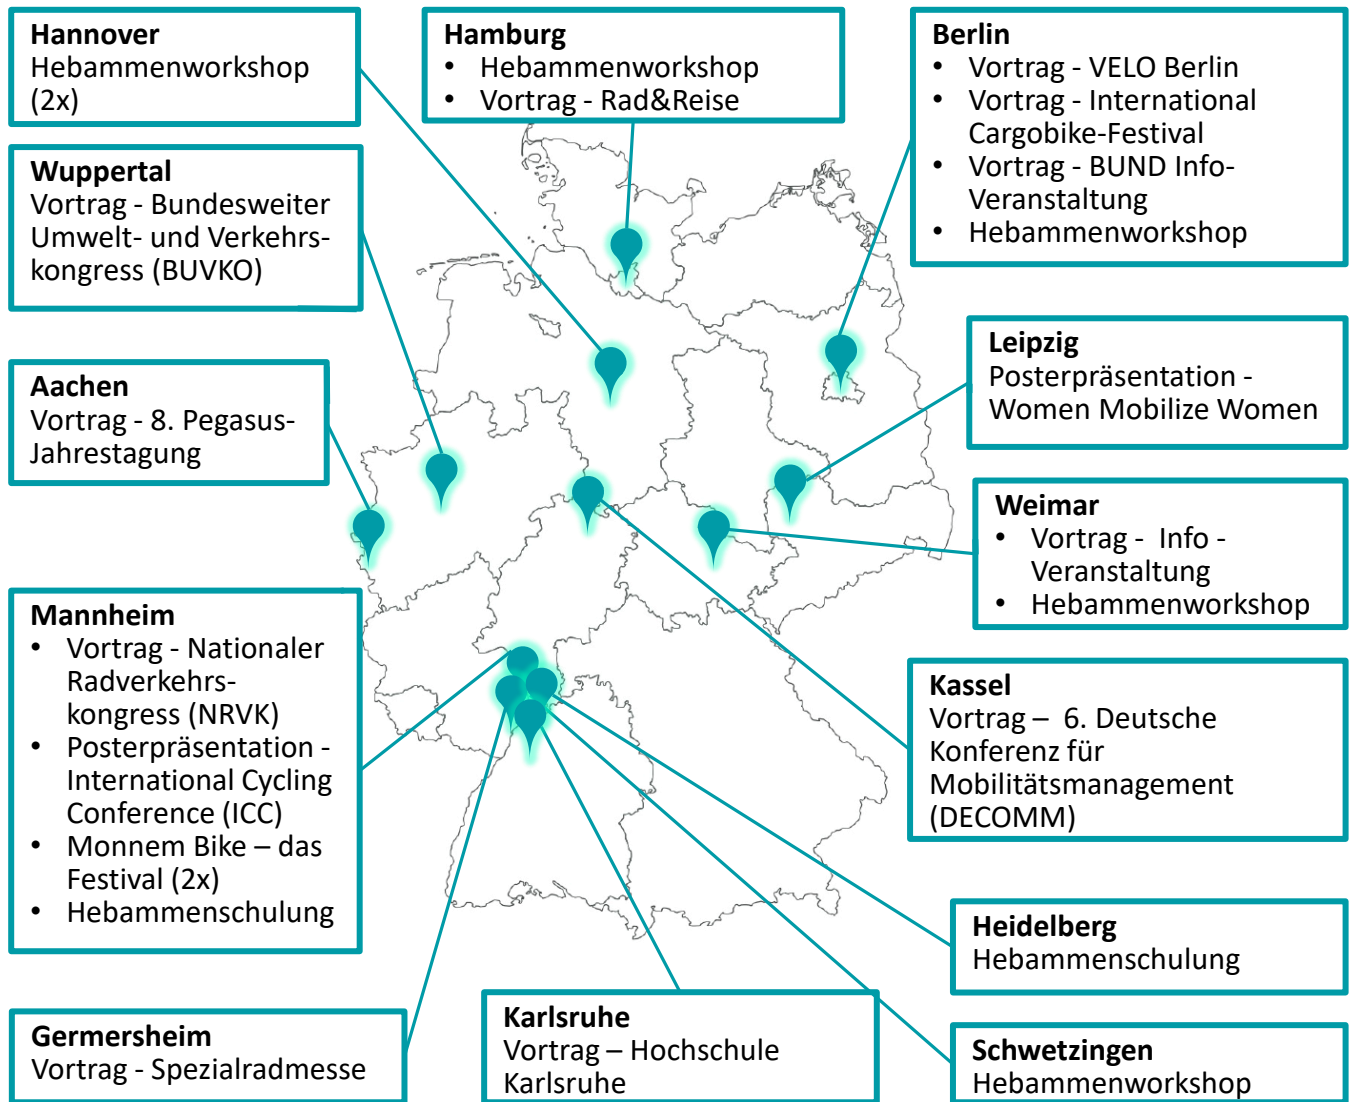 Hannover
Hebammenworkshop
(2x)
Hamburg
• Hebammenworkshop
• Vortrag - Rad&Reise
Berlin
• Vortrag - VELO Berlin
• Vortrag - International
Cargobike-Festival
• Vortrag - BUND Info-
Veranstaltung
• Hebammenworkshop
Wuppertal
Vortrag - Bundesweiter
Umwelt- und Verkehrs-
kongress (BUVKO)
Leipzig
Posterpräsentation -
Women Mobilize Women
Aachen
Vortrag - 8. Pegasus-
Jahrestagung
Weimar
• Vortrag - Info -
Veranstaltung
• Hebammenworkshop
Mannheim
• Vortrag - Nationaler
Radverkehrs-
kongress (NRVK)
• Posterpräsentation -
International Cycling
Conference (ICC)
• Monnem Bike – das
Festival (2x)
• Hebammenschulung
Kassel
Vortrag – 6. Deutsche
Konferenz für
Mobilitätsmanagement
(DECOMM)
Heidelberg
Hebammenschulung
Germersheim
Vortrag - Spezialradmesse
Karlsruhe
Vortrag – Hochschule
Karlsruhe
Schwetzingen
Hebammenworkshop